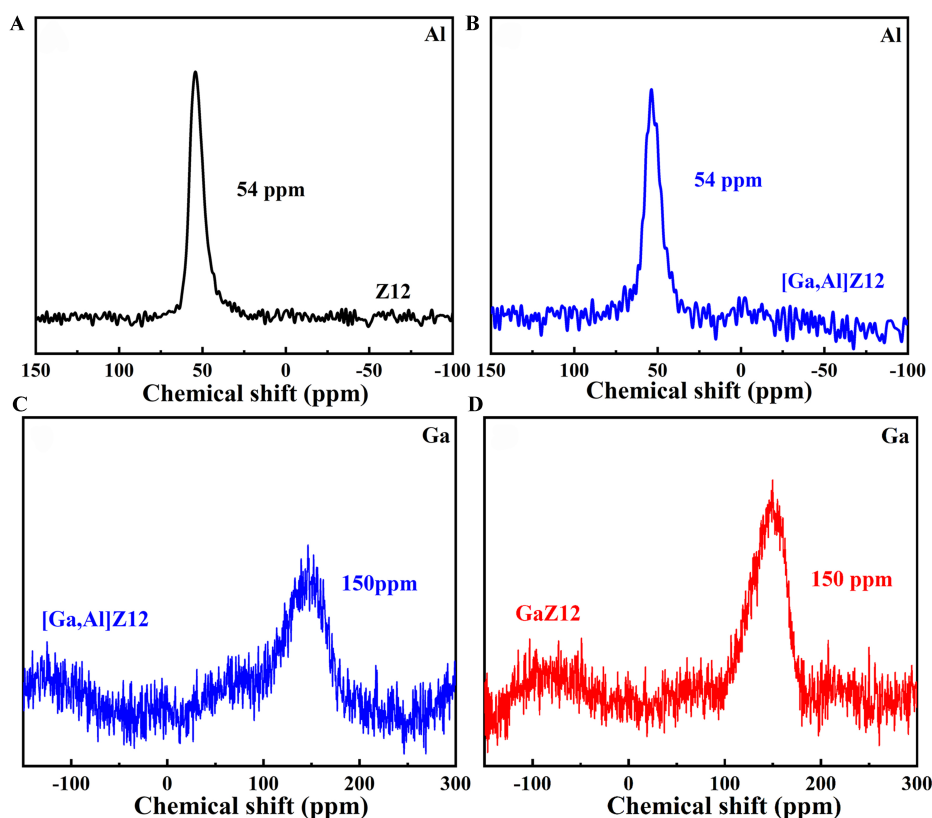 A
Al
54 ppm
Z12
150 100 50 0 -50 -100
Chemical shift (ppm)
B
Al
54 ppm
[Ga,Al]Z12
150 100 50 0 -50 -100
Chemical shift (ppm)
C
Ga
150ppm
[Ga,Al]Z12
-100 0 100 200 300
Chemical shift (ppm)
D
Ga
150 ppm
GaZ12
-100 0 100 200 300
Chemical shift (ppm)